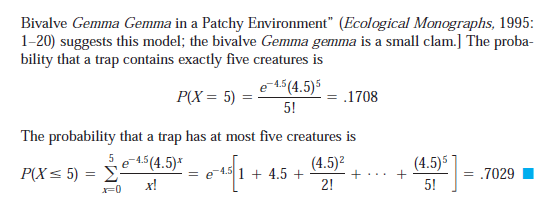 Bivalve Gemma Gemma in a Patchy Environment” (Ecological Monographs, 1995:
1–20) suggests this model; the bivalve Gemma gemma is a small clam.] The proba-
bility that a trap contains exactly five creatures is
P(X = 5) = e^{-4.5}(4.5)^5 / 5! = .1708
The probability that a trap has at most five creatures is
P(X ≤ 5) = ∑_{x=0}^{5} e^{-4.5}(4.5)^x / x! = e^{-4.5}[1 + 4.5 + (4.5)^2 / 2! + ··· + (4.5)^5 / 5!] = .7029 ■